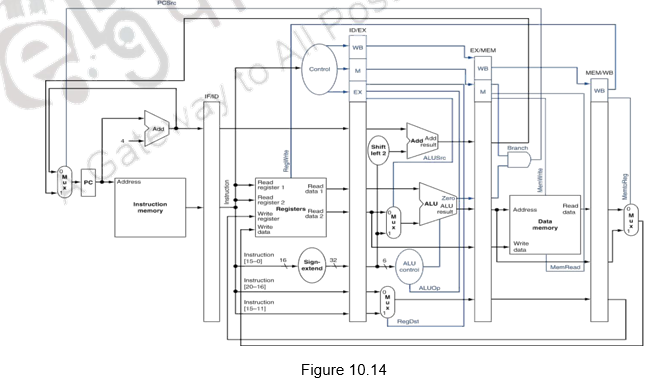 PCSrc
A Gateway to All Post
ID/EX
WB
EX/MEM
Control
M
WB
MEM/WB
EX
M
WB
IF/ID
Add
4
Add Add
result
Shift
left 2
ALUSrc
Branch
RegWrite
MemWrite
MemtoReg
0
M
u
x
1
PC
Address
Instruction
memory
Instruction
Read
register 1
Read
data 1
Read
register 2
Registers
Read
data 2
Write
register
Write
data
0
M
u
x
1
Zero
ALU ALU
result
Address
Read
data
Data
memory
Write
data
0
M
u
x
1
Instruction
[15–0]
16
Sign-
extend
32
6
ALU
control
MemRead
Instruction
[20–16]
ALUOp
Instruction
[15–11]
0
M
u
x
1
RegDst
Figure 10.14